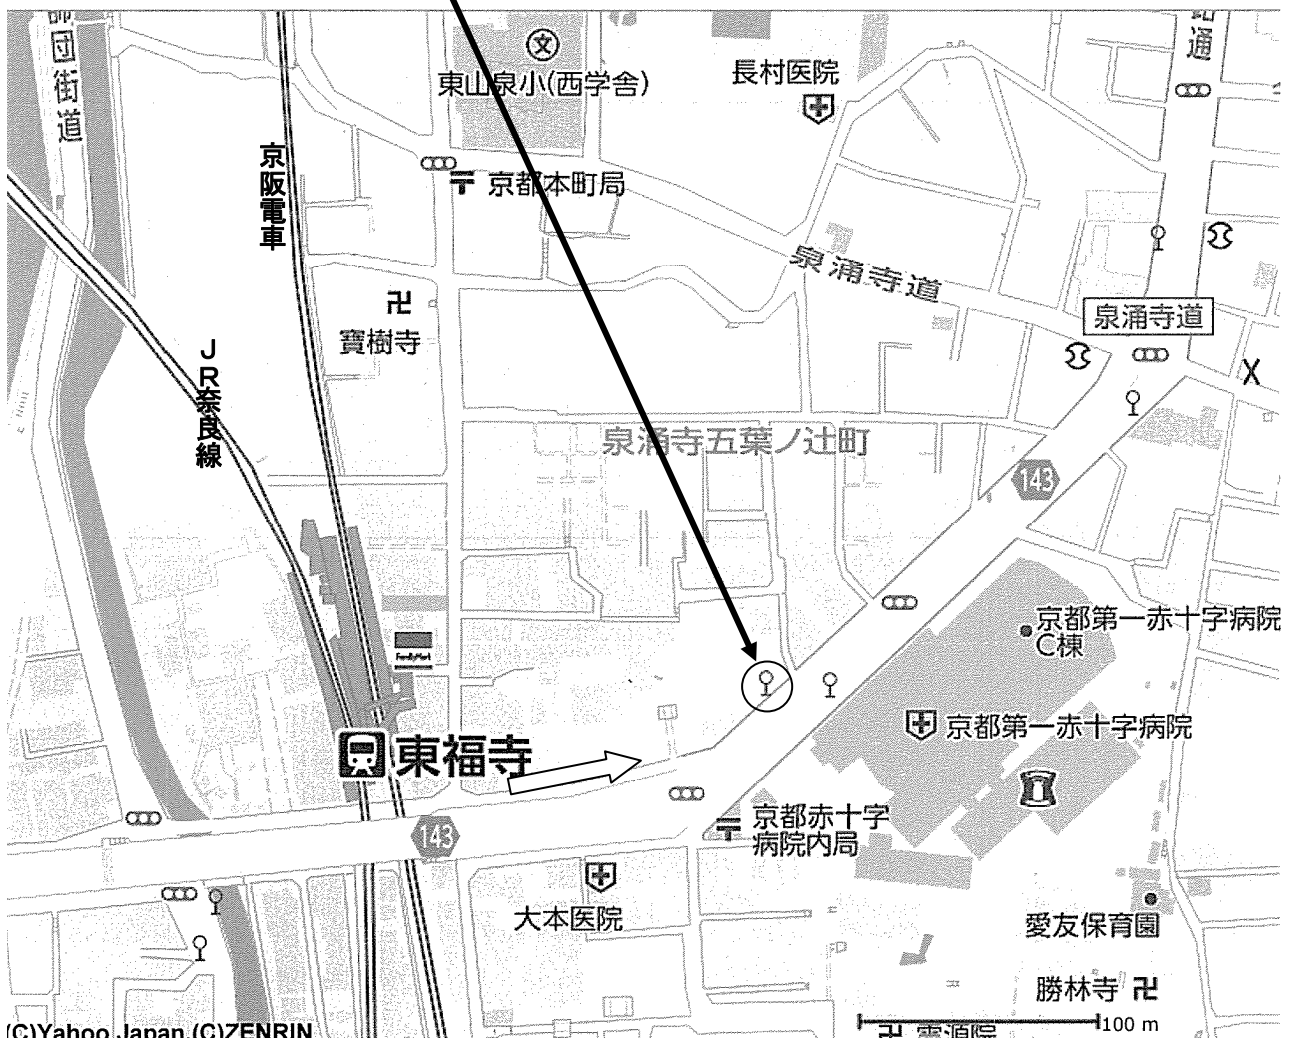 師団街道
東山泉小(西学舎)
長村医院
京都本町局
京阪電車
泉涌寺道
泉涌寺道
寶樹寺
JR奈良線
泉涌寺五葉ノ辻町
143
京都第一赤十字病院
C棟
FamilyMart
京都第一赤十字病院
東福寺
京都赤十字
病院内局
143
大本医院
愛友保育園
勝林寺
100 m
(C)Yahoo Japan,(C)ZENRIN